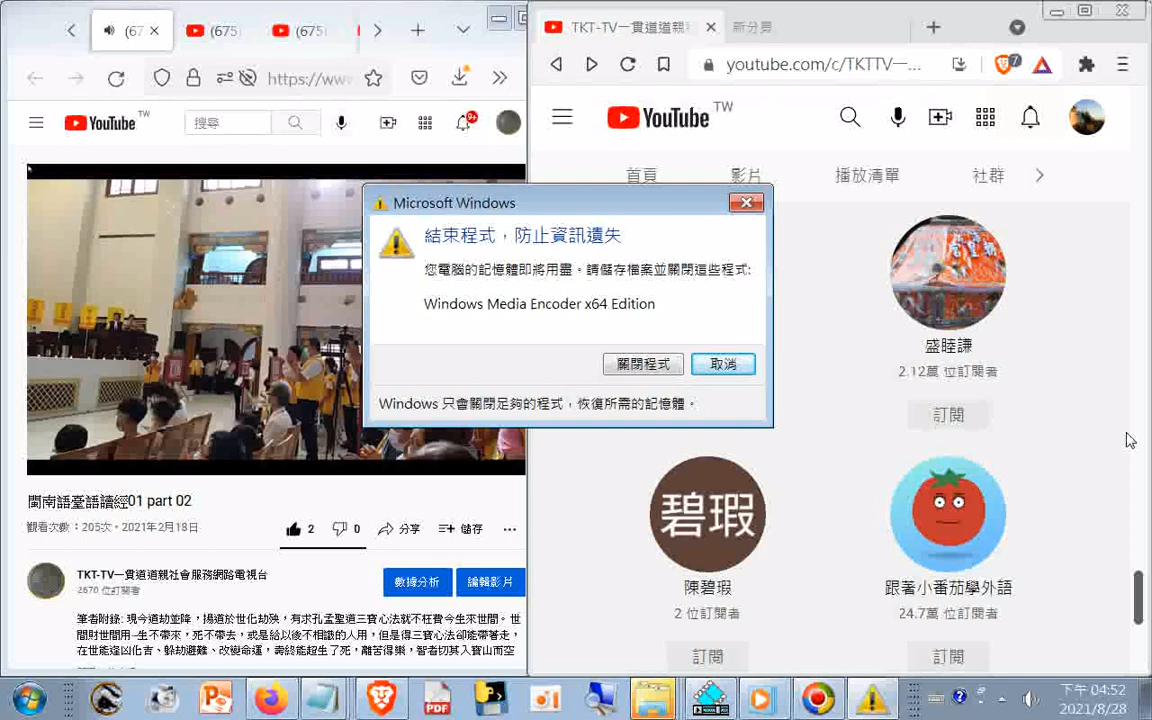 (67
(675)
(675
https://www
YouTube TW
搜尋
9+
閩南語臺語讀經01 part 02
觀看次數：205次・2021年2月18日
2
0
分享
儲存
TKT-TV一貫道道親社會服務網路電視台
2670 位訂閱者
數據分析
編輯影片
筆者附錄: 現今道劫並降，揚道於世化劫殃，有求孔孟聖道三寶心法就不枉費今生來世間。世
間財世間用一生不帶來，死不帶去，或是給以後不相識的人用，但是得三寶心法卻能帶著走，
在世能逢凶化吉、躲劫避難、改變命運，壽終能超生了死，離苦得樂，智者切其入寶山而空
Microsoft Windows
結束程式，防止資訊遺失
您電腦的記憶體即將用盡。請儲存檔案並關閉這些程式:
Windows Media Encoder x64 Edition
關閉程式
取消
Windows 只會關閉足夠的程式，恢復所需的記憶體。
TKT-TV一貫道道親
新分頁
youtube.com/c/TKTTV一...
7
YouTube TW
首頁
影片
播放清單
社群
盛睦謙
2.12萬 位訂閱者
訂閱
碧瑕
陳碧瑕
2 位訂閱者
訂閱
跟著小番茄學外語
24.7萬 位訂閱者
訂閱
PDF
下午 04:52
2021/8/28